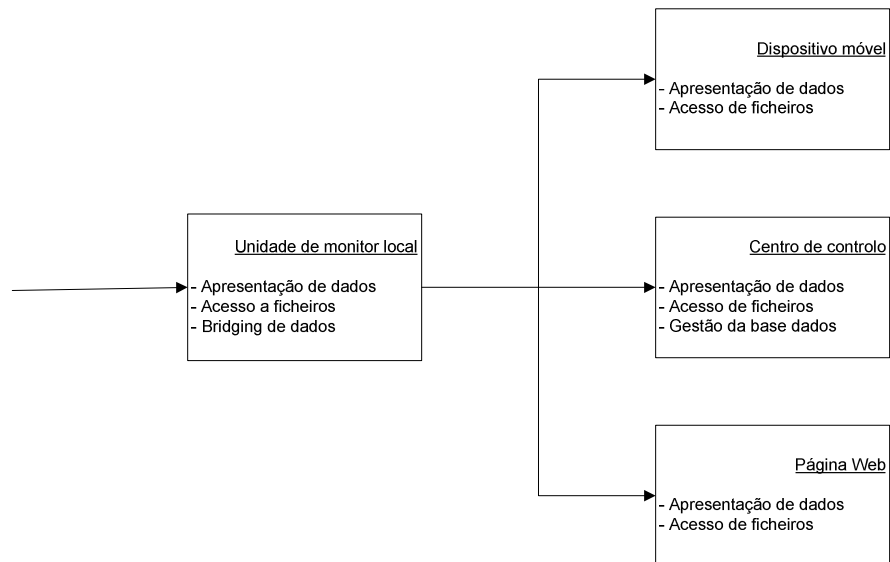 Dispositivo móvel
- Apresentação de dados
- Acesso de ficheiros
Unidade de monitor local
- Apresentação de dados
- Acesso a ficheiros
- Bridging de dados
Centro de controlo
- Apresentação de dados
- Acesso de ficheiros
- Gestão da base dados
Página Web
- Apresentação de dados
- Acesso de ficheiros